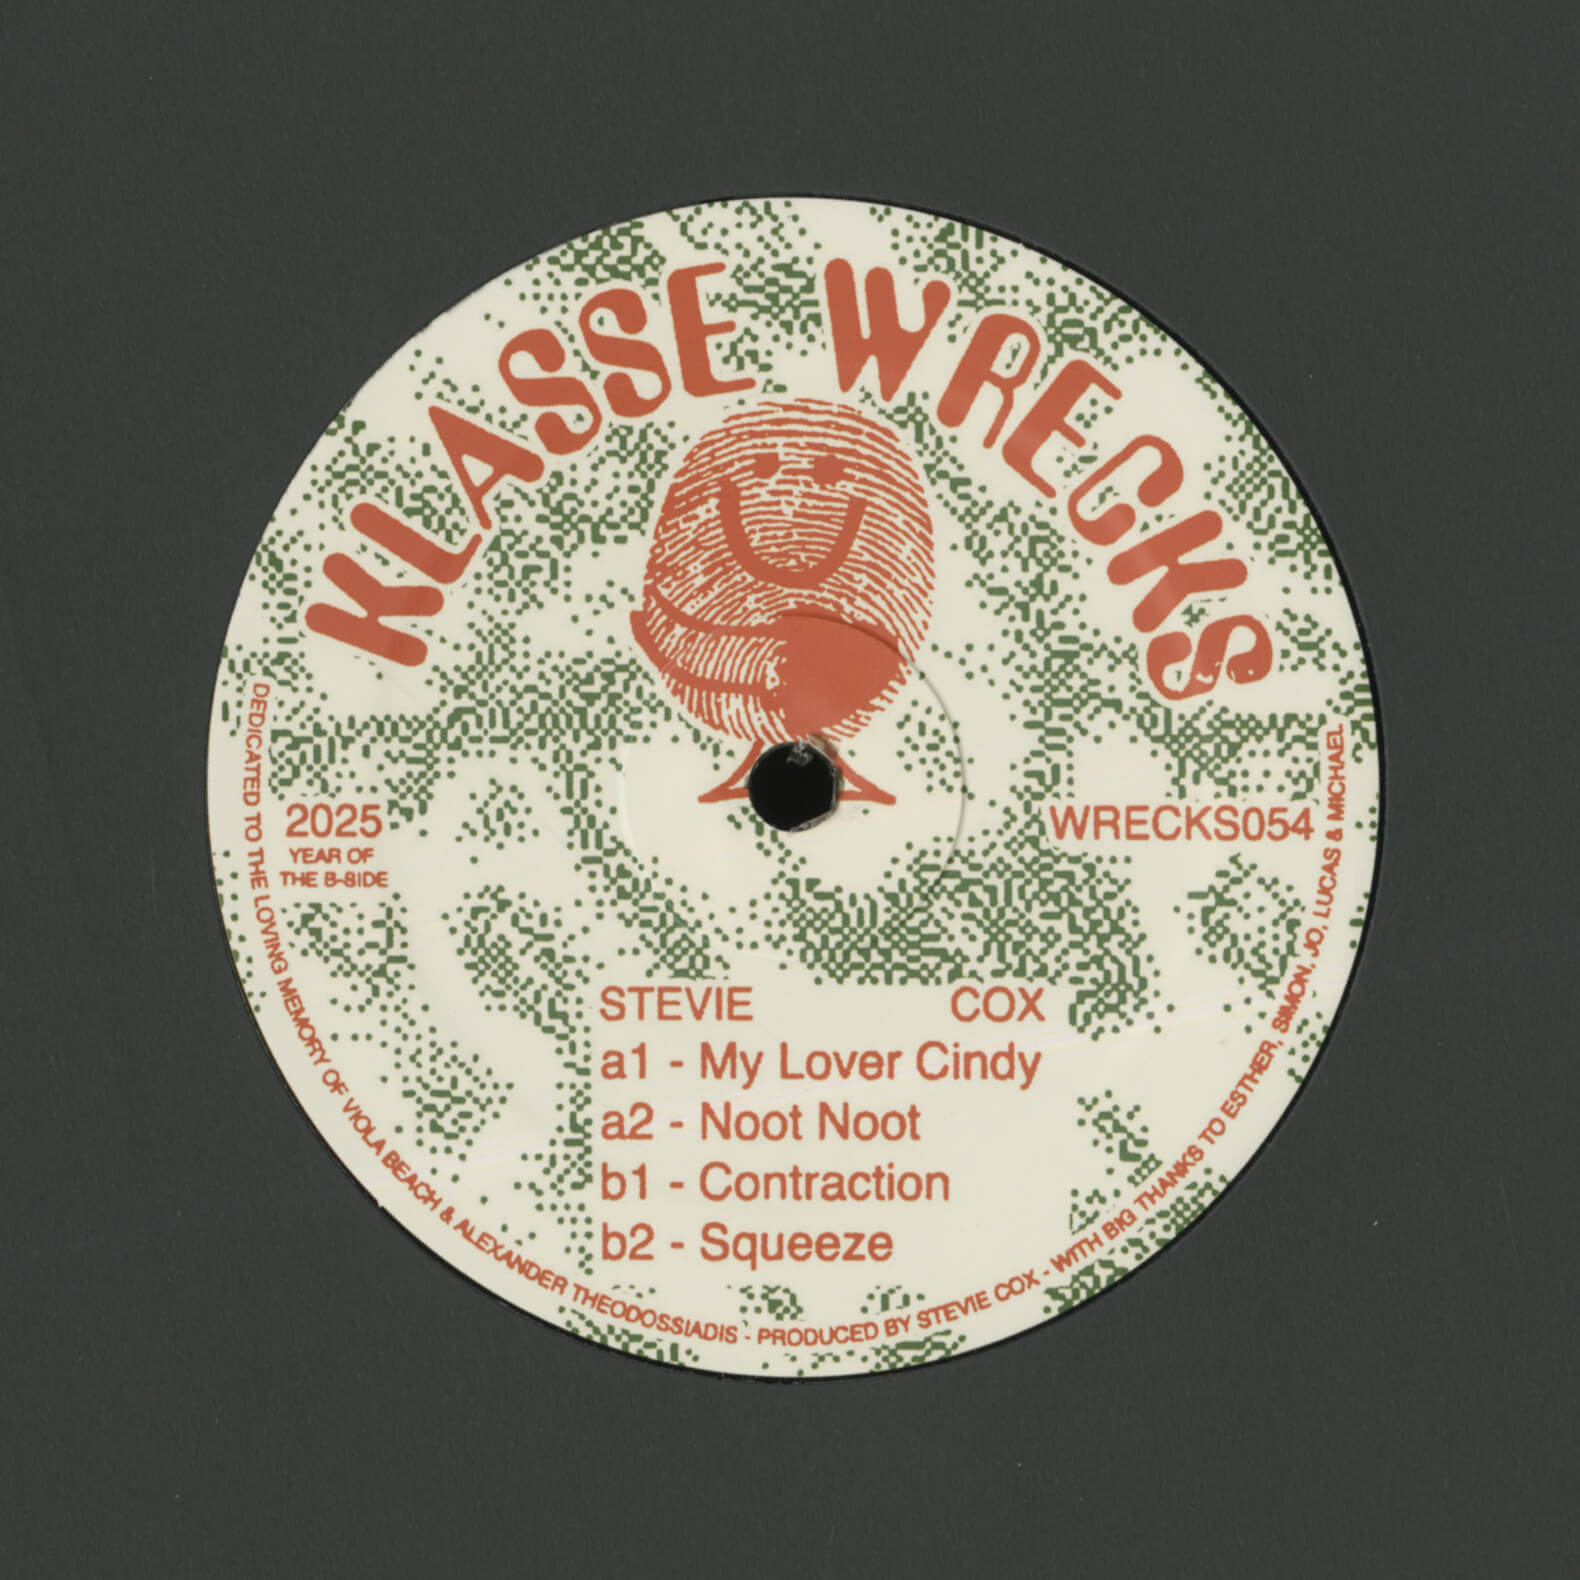 KLASSE WRECKS
2025
YEAR OF
THE B-SIDE
WRECKS054
STEVIE COX
a1 - My Lover Cindy
a2 - Noot Noot
b1 - Contraction
b2 - Squeeze
DEDICATED TO THE LOVING MEMORY OF VIOLA BEACH & ALEXANDER THEODOSSIADIS - PRODUCED BY STEVIE COX - WITH BIG THANKS TO ESTHER, SIMON, JO, LUCAS & MICHAEL